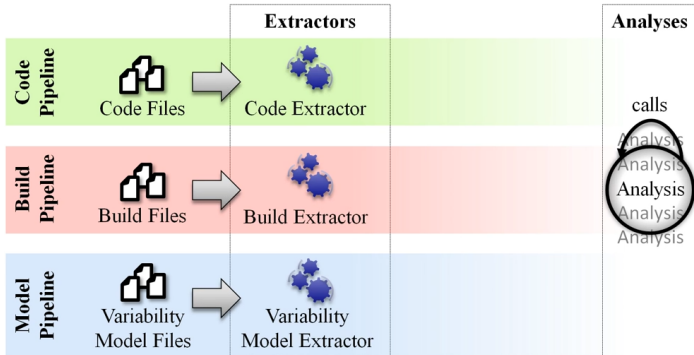 Extractors
Analyses
Code
Pipeline
Code Files
Code Extractor
calls
Analysis
Analysis
Analysis
Analysis
Analysis
Build
Pipeline
Build Files
Build Extractor
Model
Pipeline
Variability
Model Files
Variability
Model Extractor